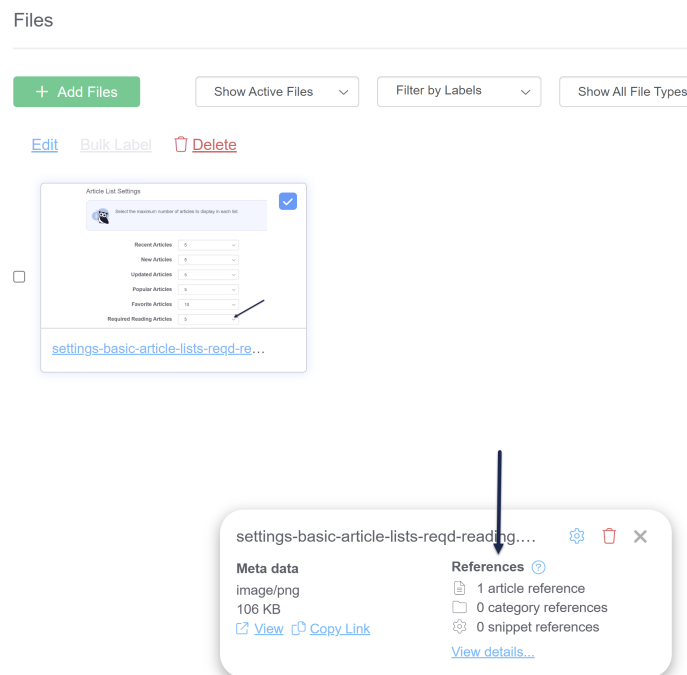 Files
+ Add Files
Show Active Files
Filter by Labels
Show All File Types
Edit
Bulk Label
Delete
Article List Settings
Select the maximum number of articles to display in each list.
Recent Articles 5
New Articles 5
Updated Articles 5
Popular Articles 5
Favorite Articles 10
Required Reading Articles 5
settings-basic-article-lists-reqd-re...
settings-basic-article-lists-reqd-reading....
Meta data
image/png
106 KB
View
Copy Link
References ?
1 article reference
0 category references
0 snippet references
View details...